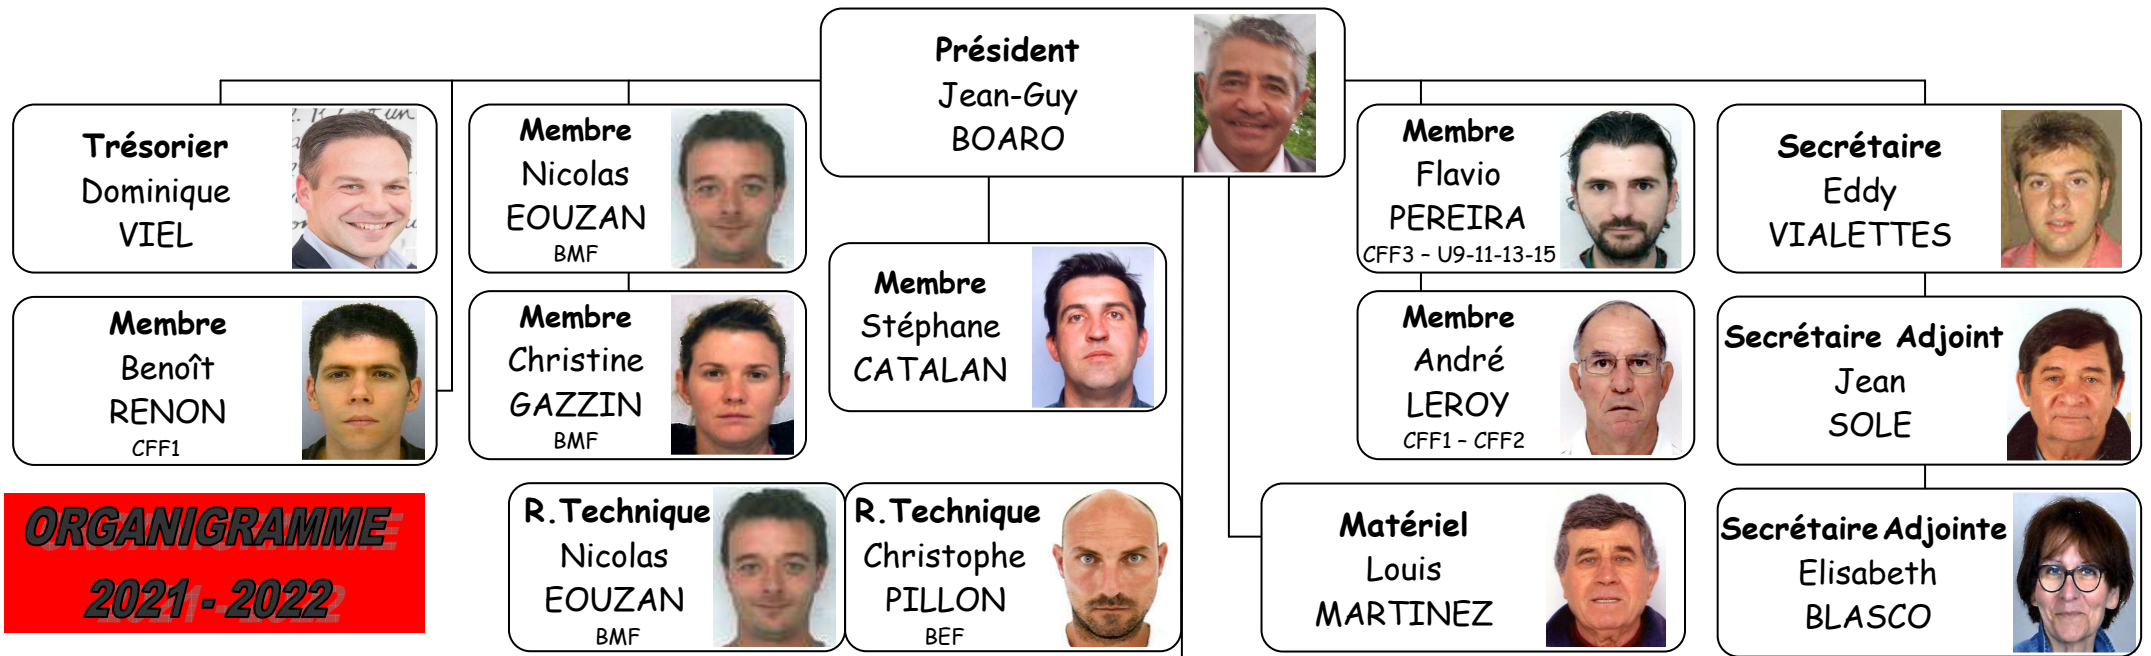 Président
Jean-Guy
BOARO
Trésorier
Dominique
VIEL
Membre
Nicolas
EOUZAN
BMF
Membre
Flavio
PEREIRA
CFF3 – U9-11-13-15
Secrétaire
Eddy
VIALETTES
Membre
Stéphane
CATALAN
Membre
Benoît
RENON
CFF1
Membre
Christine
GAZZIN
BMF
Membre
André
LEROY
CFF1 – CFF2
Secrétaire Adjoint
Jean
SOLE
ORGANIGRAMME
2021 - 2022
R.Technique
Nicolas
EOUZAN
BMF
R.Technique
Christophe
PILLON
BEF
Matériel
Louis
MARTINEZ
Secrétaire Adjointe
Elisabeth
BLASCO